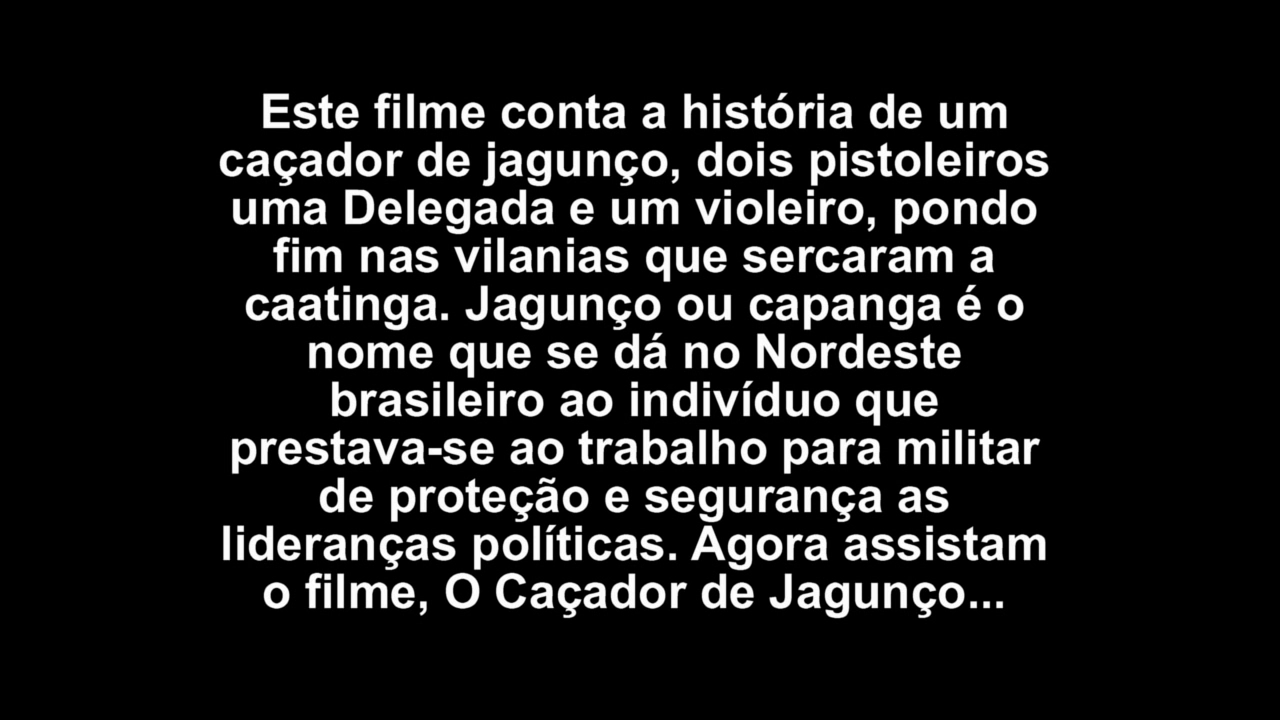 Este filme conta a história de um
caçador de jagunço, dois pistoleiros
uma Delegada e um violeiro, pondo
fim nas vilanias que sercaram a
caatinga. Jagunço ou capanga é o
nome que se dá no Nordeste
brasileiro ao indivíduo que
prestava-se ao trabalho para militar
de proteção e segurança as
lideranças políticas. Agora assistam
o filme, O Caçador de Jagunço...